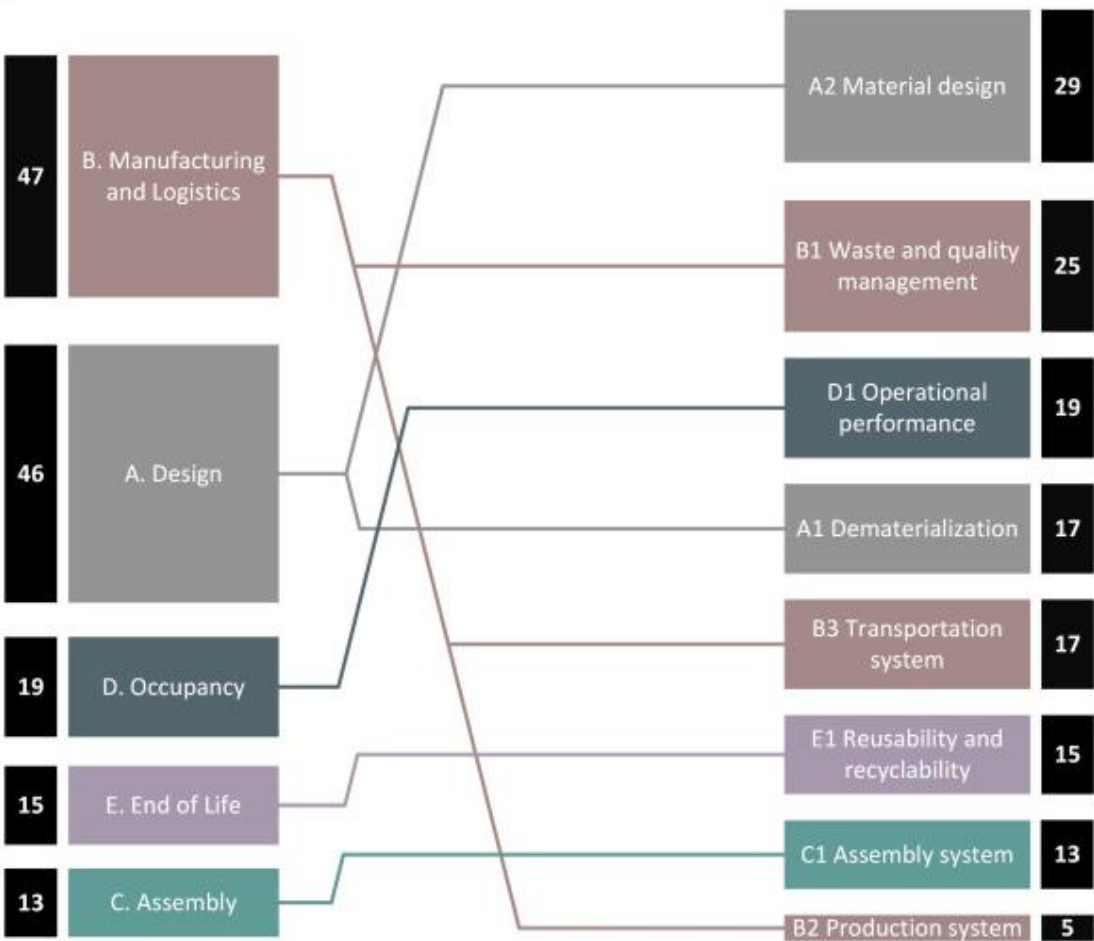 47
B. Manufacturing
and Logistics
46
A. Design
19
D. Occupancy
15
E. End of Life
13
C. Assembly
A2 Material design
29
B1 Waste and quality
management
25
D1 Operational
performance
19
A1 Dematerialization
17
B3 Transportation
system
17
E1 Reusability and
recyclability
15
C1 Assembly system
13
B2 Production system
5